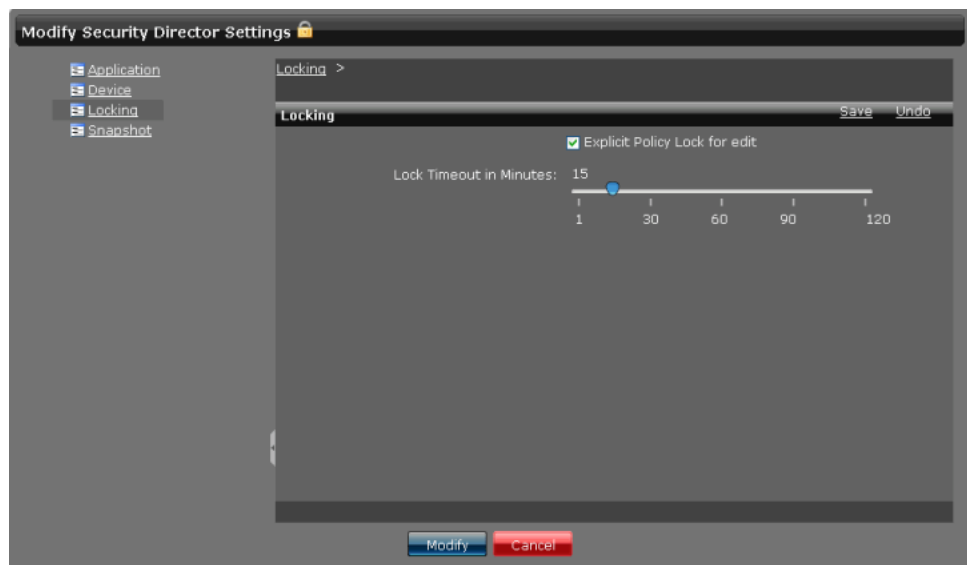 Modify Security Director Settings
Application
Device
Locking
Snapshot
Locking >
Locking Save Undo
Explicit Policy Lock for edit
Lock Timeout in Minutes: 15
1 30 60 90 120
Modify Cancel